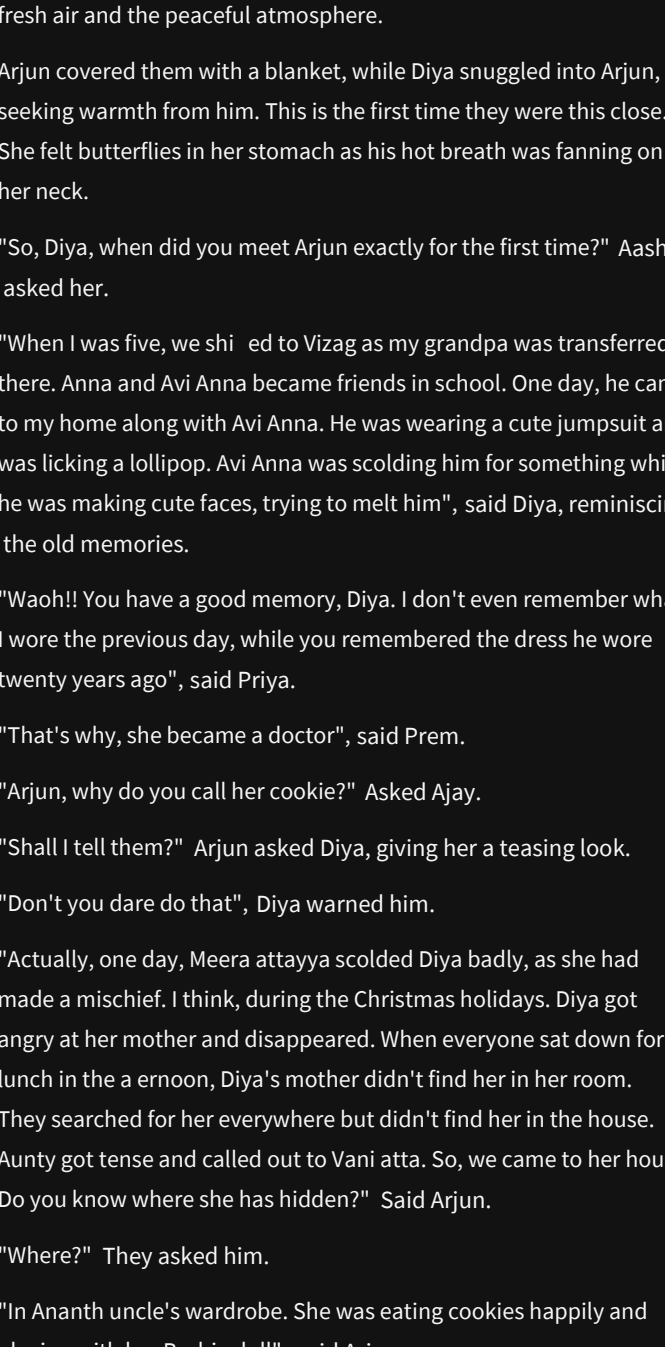 fresh air and the peaceful atmosphere.
Arjun covered them with a blanket, while Diya snuggled into Arjun,
seeking warmth from him. This is the first time they were this close.
She felt butterflies in her stomach as his hot breath was fanning on
her neck.
"So, Diya, when did you meet Arjun exactly for the first time?" Aash
asked her.
"When I was five, we shi ed to Vizag as my grandpa was transferred
there. Anna and Avi Anna became friends in school. One day, he
to my home along with Avi Anna. He was wearing a cute jumpsuit
was licking a lollipop. Avi Anna was scolding him for something
he was making cute faces, trying to melt him", said Diya,
the old memories.
"Waoh!! You have a good memory, Diya. I don't even remember
I wore the previous day, while you remembered the dress he wore
twenty years ago", said Priya.
"That's why, she became a doctor", said Prem.
"Arjun, why do you call her cookie?" Asked Ajay.
"Shall I tell them?" Arjun asked Diya, giving her a teasing look.
"Don't you dare do that", Diya warned him.
"Actually, one day, Meera attayya scolded Diya badly, as she had
made a mischief. I think, during the Christmas holidays. Diya got
angry at her mother and disappeared. When everyone sat down for
lunch in the a ernoon, Diya's mother didn't find her in her room.
They searched for her everywhere but didn't find her in the house.
Aunty got tense and called out to Vani atta. So, we came to her
Do you know where she has hidden?" Said Arjun.
"Where?" They asked him.
"In Ananth uncle's wardrobe. She was eating cookies happily and